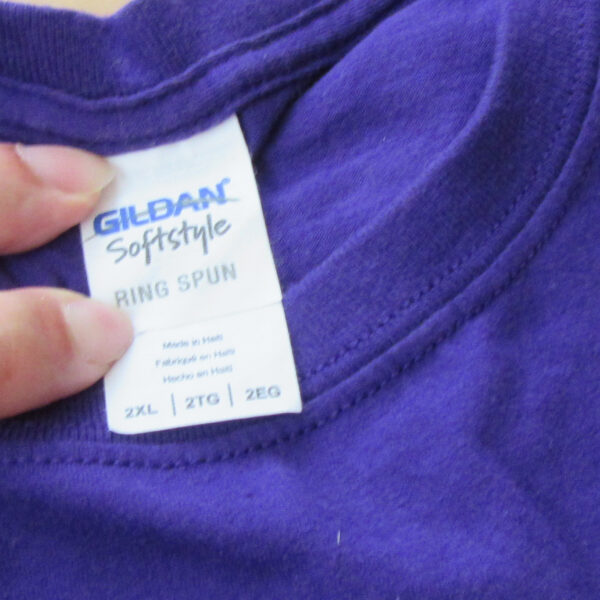 GILDAN
Softstyle
RING SPUN
Made in Haiti
Fabriqué en Haïti
Hecho en Haití
2XL | 2TG | 2EG